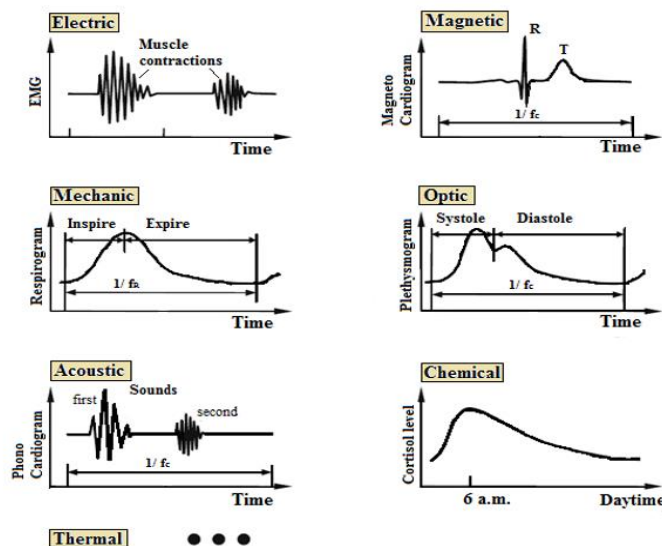 Electric
EMG
Muscle
contractions
Time
Magnetic
Magneto
Cardiogram
R
T
1/ fc
Time
Mechanic
Respirogram
Inspire
Expire
1/ fR
Time
Optic
Plethysmogram
Systole
Diastole
1/ fc
Time
Acoustic
Phono
Cardiogram
Sounds
first
second
1/ fc
Time
Chemical
Cortisol level
6 a.m.
Daytime
Thermal